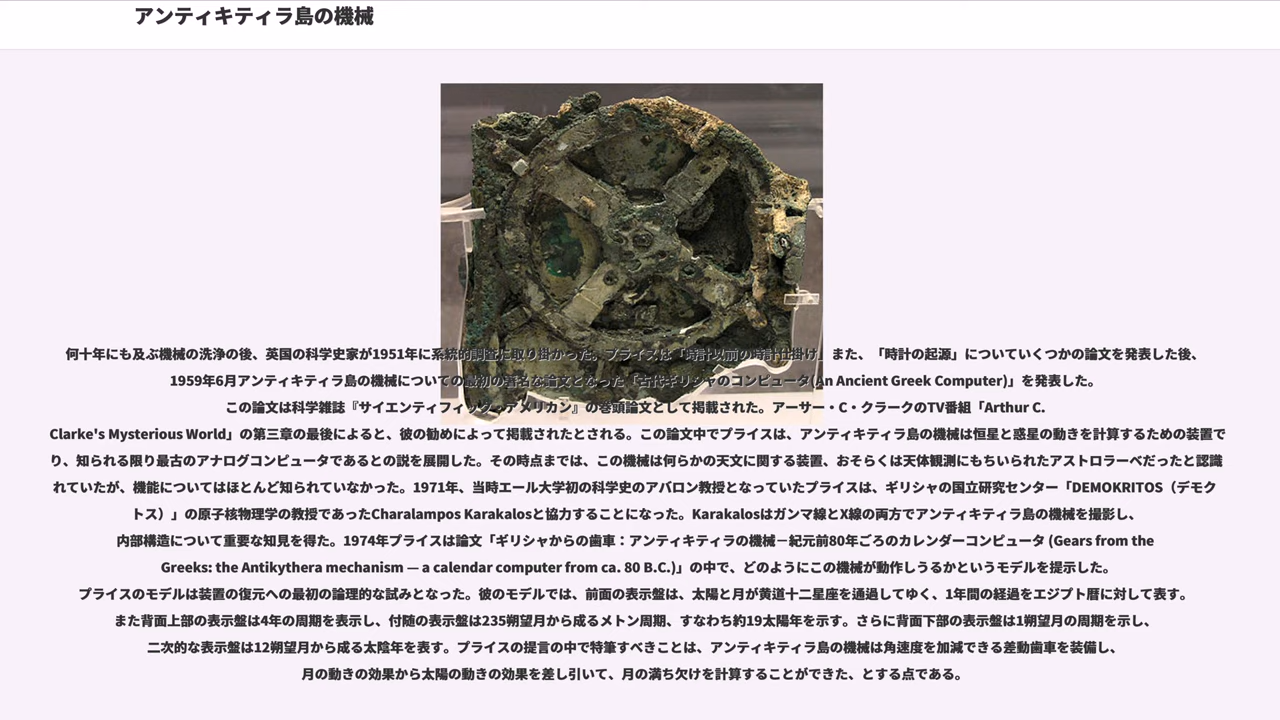 アンティキティラ島の機械
何十年にも及ぶ機械の洗浄の後、英国の科学史家が1951年に系統的調査に取り掛かった。プライスは「時計以前の時計仕掛け」また、「時計の起源」についていくつかの論文を発表した後、
1959年6月アンティキティラ島の機械についての最初の著名な論文となった「古代ギリシャのコンピュータ(An Ancient Greek Computer)」を発表した。
この論文は科学雑誌『サイエンティフィック・アメリカン』の巻頭論文として掲載された。アーサー・C・クラークのTV番組「Arthur C.
Clarke's Mysterious World」の第三章の最後によると、彼の勧めによって掲載されたとされる。この論文中でプライスは、アンティキティラ島の機械は恒星と惑星の動きを計算するための装置で
り、知られる限り最古のアナログコンピュータであるとの説を展開した。その時点までは、この機械は何らかの天文に関する装置、おそらくは天体観測にもちいられたアストロラーベだったと認識
れていたが、機能についてはほとんど知られていなかった。1971年、当時エール大学初の科学史のアバロン教授となっていたプライスは、ギリシャの国立研究センター「DEMOKRITOS（デモク
トス）」の原子核物理学の教授であったCharalampos Karakalosと協力することになった。Karakalosはガンマ線とX線の両方でアンティキティラ島の機械を撮影し、
内部構造について重要な知見を得た。1974年プライスは論文「ギリシャからの歯車：アンティキティラの機械－紀元前80年ごろのカレンダーコンピュータ (Gears from the
Greeks: the Antikythera mechanism — a calendar computer from ca. 80 B.C.)」の中で、どのようにこの機械が動作しうるかというモデルを提示した。
プライスのモデルは装置の復元への最初の論理的な試みとなった。彼のモデルでは、前面の表示盤は、太陽と月が黄道十二星座を通過してゆく、1年間の経過をエジプト暦に対して表す。
また背面上部の表示盤は4年の周期を表示し、付随の表示盤は235朔望月から成るメトン周期、すなわち約19太陽年を示す。さらに背面下部の表示盤は1朔望月の周期を示し、
二次的な表示盤は12朔望月から成る太陰年を表す。プライスの提言の中で特筆すべきことは、アンティキティラ島の機械は角速度を加減できる差動歯車を装備し、
月の動きの効果から太陽の動きの効果を差し引いて、月の満ち欠けを計算することができた、とする点である。